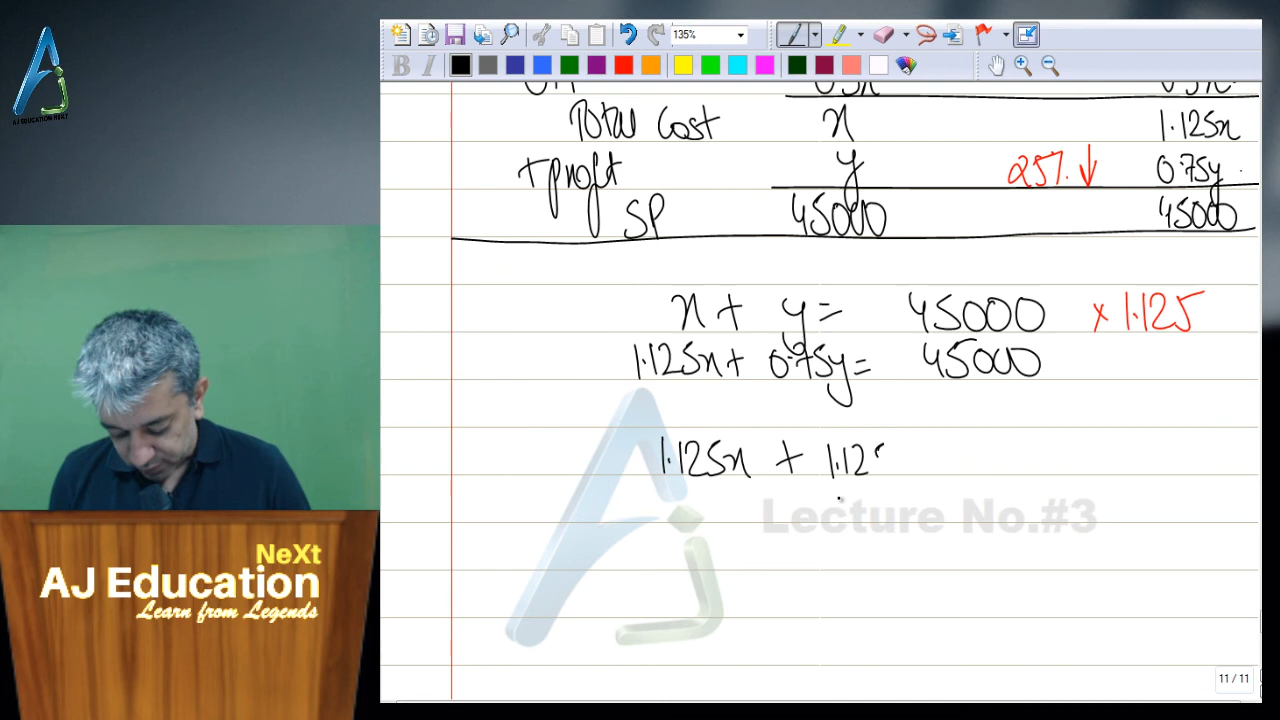 AJ EDUCATION NEXT
135%
B I
Total Cost x 1.125x
+ profit y 25% ↓ 0.75y
SP 45000 45000
x + y = 45000 × 1.125
1.125x + 0.75y = 45000
1.125x + 1.12
Lecture No.#3
NeXt
AJ Education
Learn from Legends
11 / 11